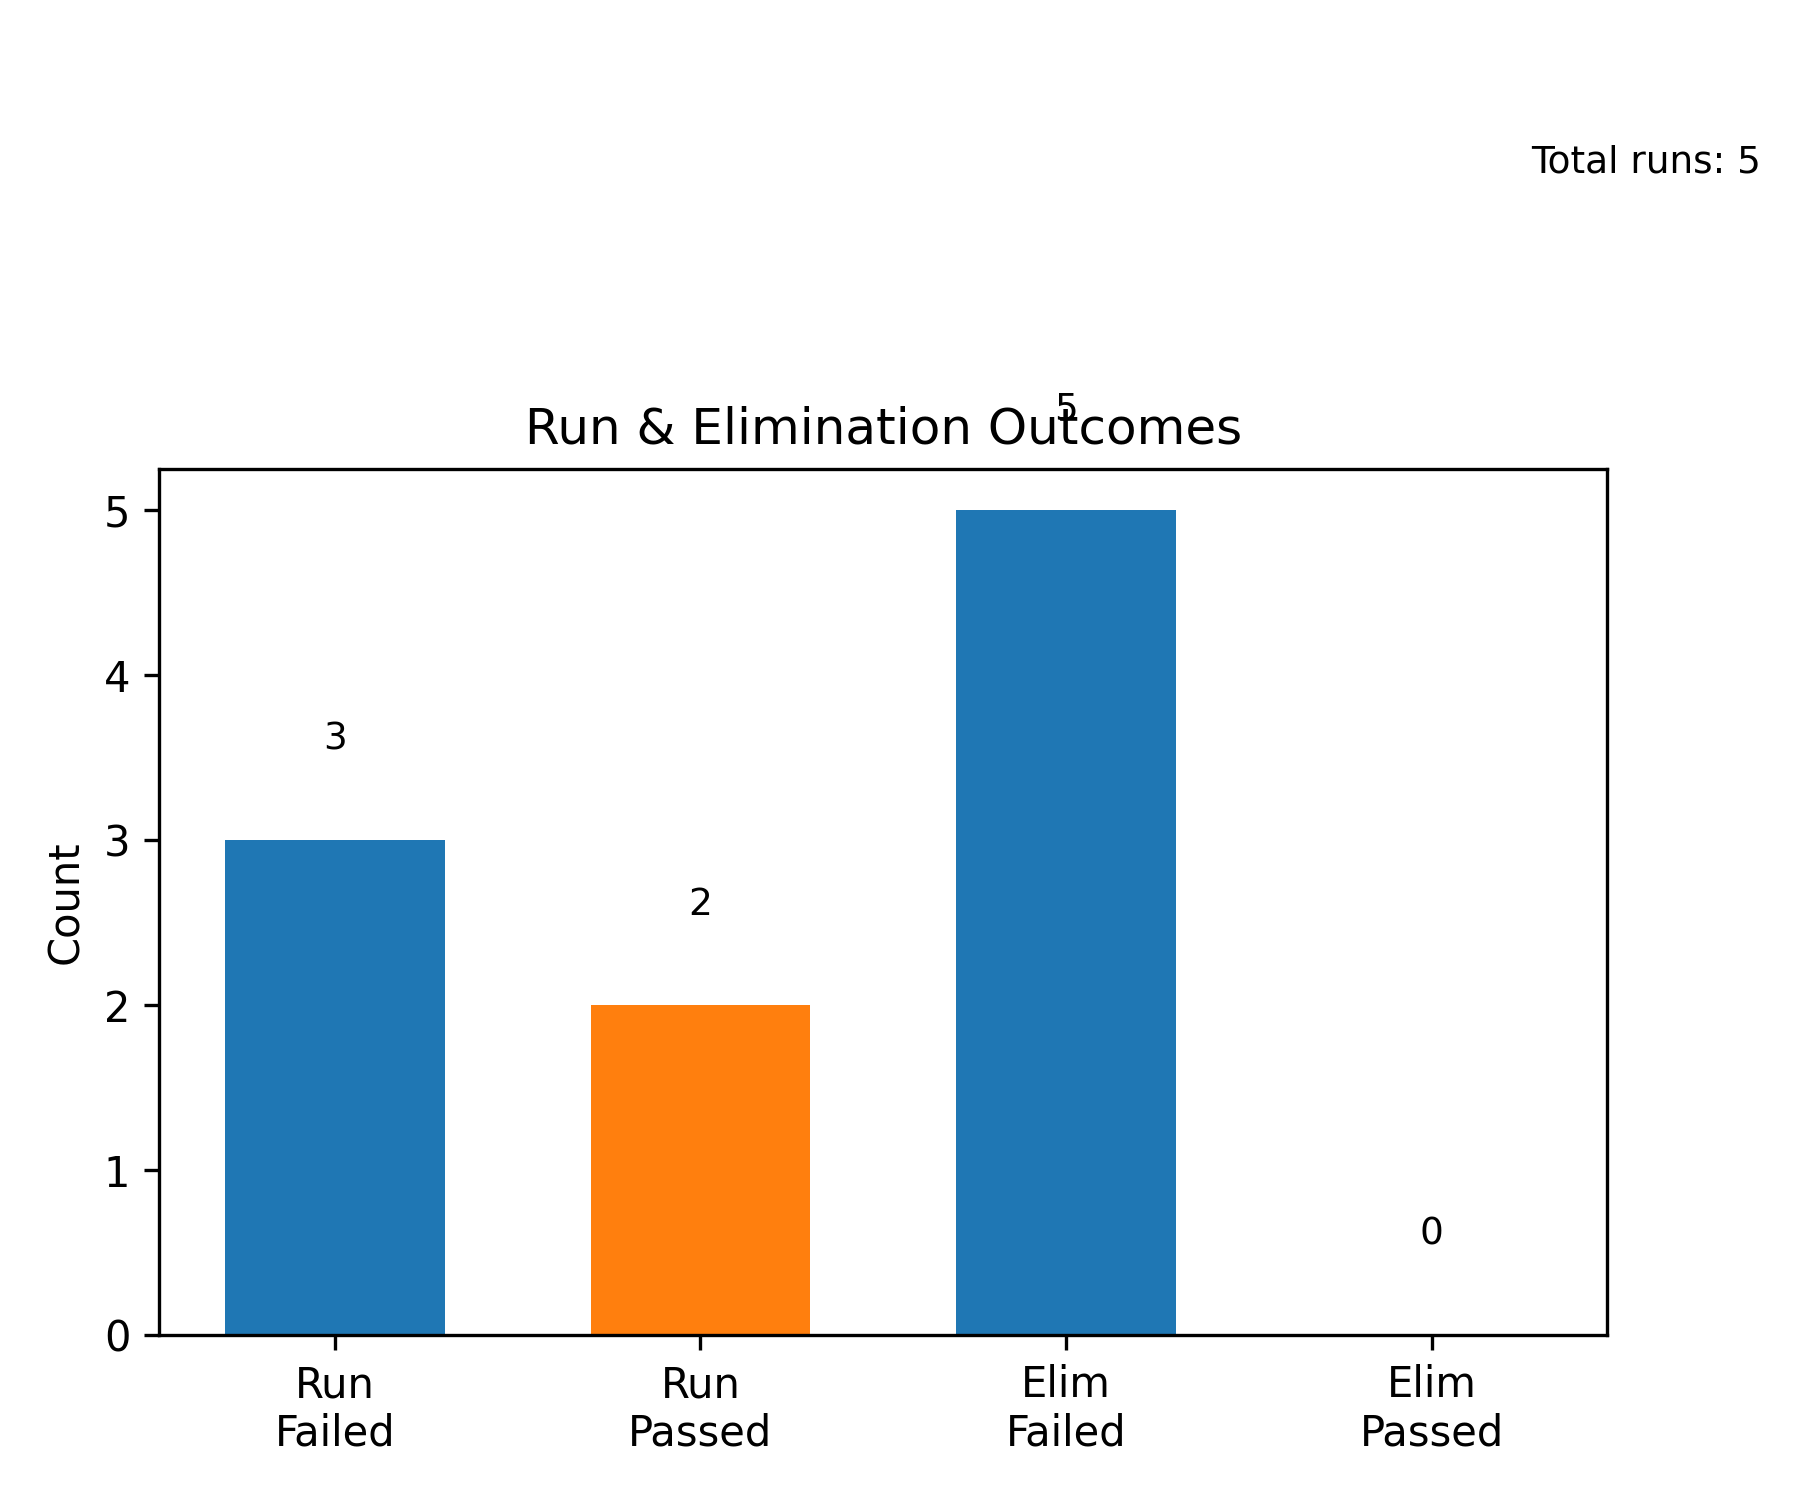 Total runs: 5
5
Run & Elimination Outcomes
5
4
3
2
1
0
Count
3
2
0
Run
Failed
Run
Passed
Elim
Failed
Elim
Passed